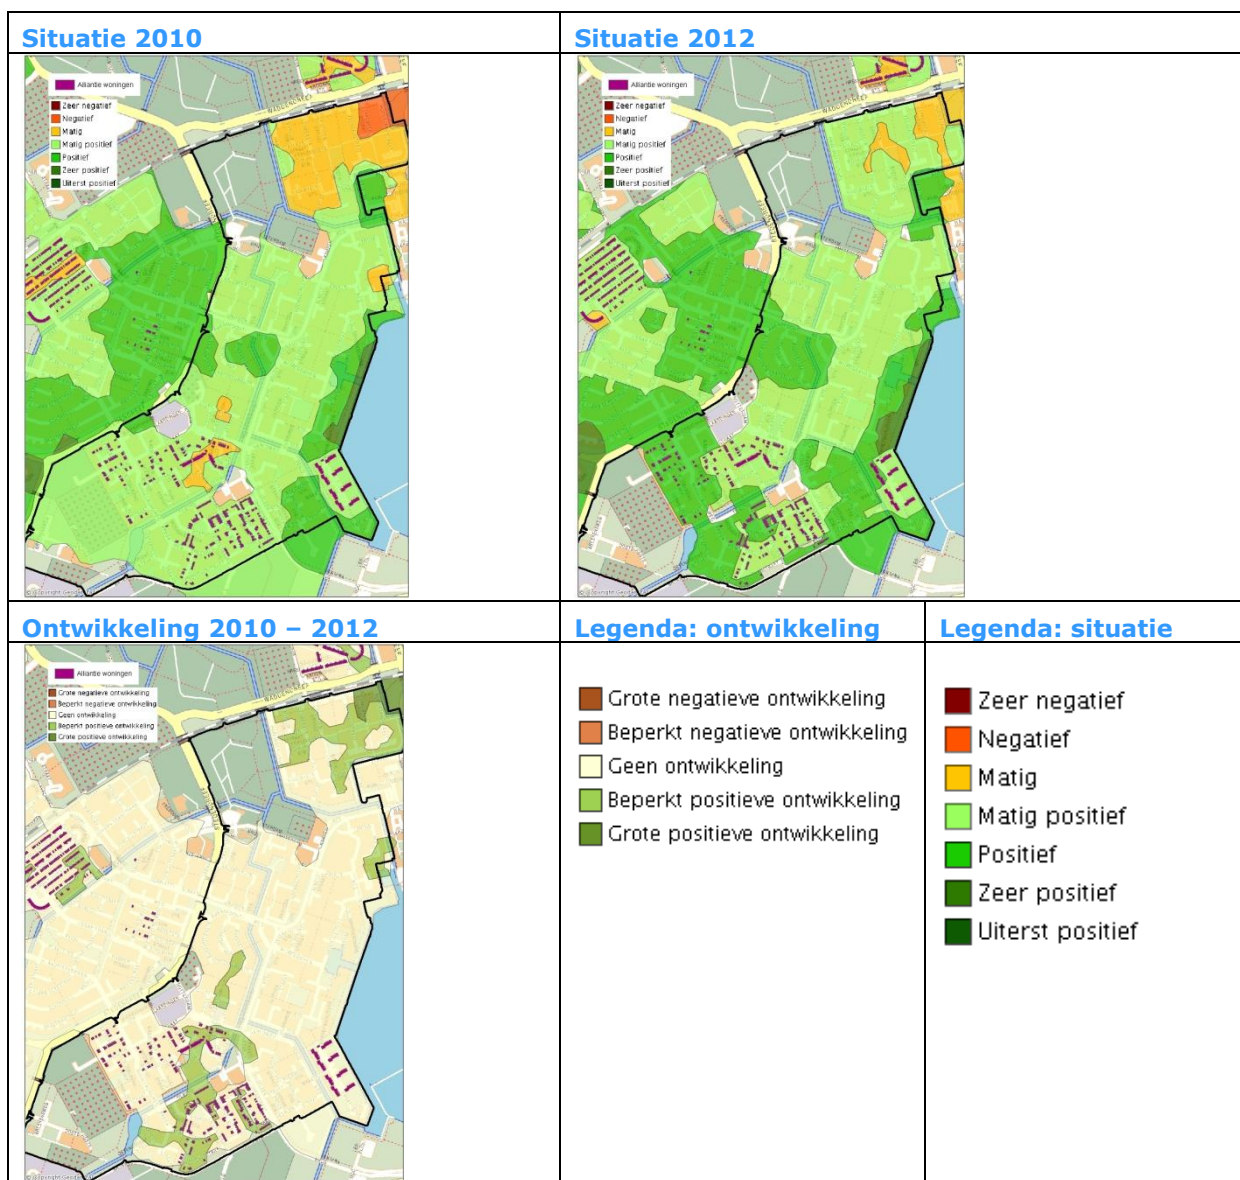 Situatie 2010
Situatie 2012
Alliantie woningen
Zeer negatief
Negatief
Matig
Matig positief
Positief
Zeer positief
Uiterst positief
Alliantie woningen
Zeer negatief
Negatief
Matig
Matig positief
Positief
Zeer positief
Uiterst positief
Ontwikkeling 2010 – 2012
Legenda: ontwikkeling
Legenda: situatie
Alliantie woningen
Grote negatieve ontwikkeling
Beperkt negatieve ontwikkeling
Geen ontwikkeling
Beperkt positieve ontwikkeling
Grote positieve ontwikkeling
Grote negatieve ontwikkeling
Beperkt negatieve ontwikkeling
Geen ontwikkeling
Beperkt positieve ontwikkeling
Grote positieve ontwikkeling
Zeer negatief
Negatief
Matig
Matig positief
Positief
Zeer positief
Uiterst positief